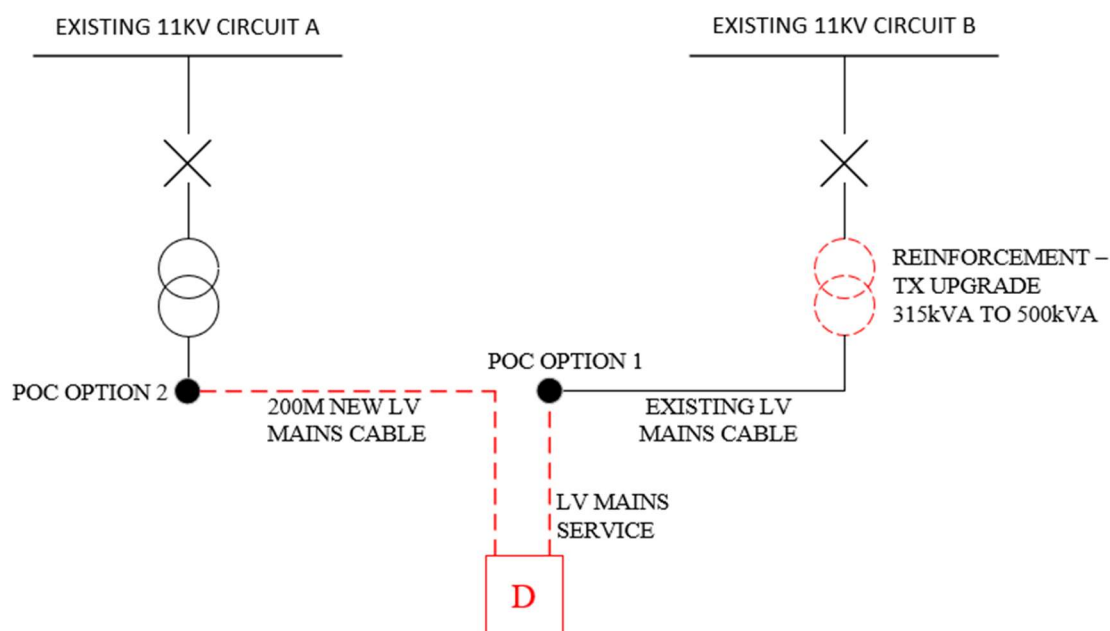 EXISTING 11KV CIRCUIT A
EXISTING 11KV CIRCUIT B
REINFORCEMENT –
TX UPGRADE
315kVA TO 500kVA
POC OPTION 1
POC OPTION 2
200M NEW LV
MAINS CABLE
EXISTING LV
MAINS CABLE
LV MAINS
SERVICE
D